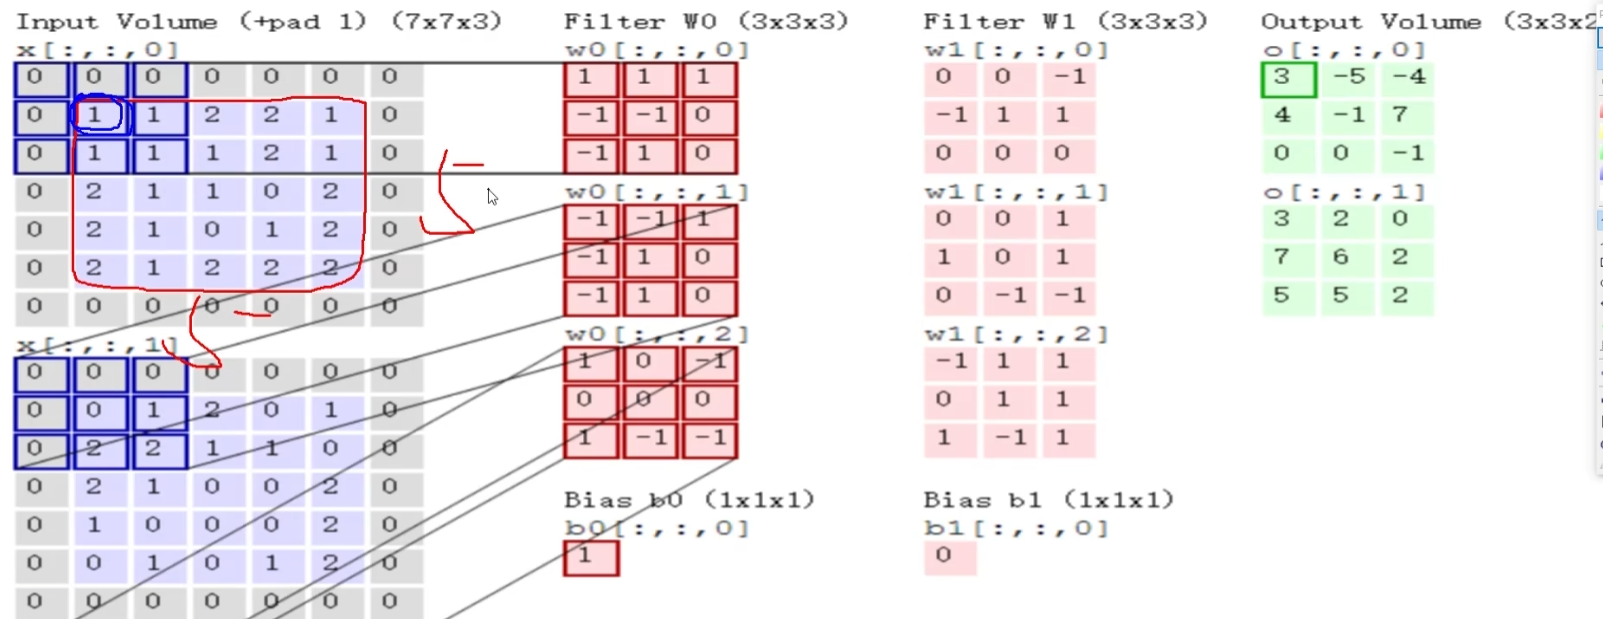 Input Volume (+pad 1) (7x7x3)
x[:,:,0]
0 0 0 0 0 0 0
0 1 1 2 2 1 0
0 1 1 1 2 1 0
0 2 1 1 0 2 0
0 2 1 0 1 2 0
0 2 1 2 2 2 0
0 0 0 0 0 0 0
x[:,:,1]
0 0 0 0 0 0 0
0 0 1 2 0 1 0
0 2 2 1 1 0 0
0 2 1 0 0 2 0
0 1 0 0 0 2 0
0 0 1 0 1 2 0
0 0 0 0 0 0 0
Filter W0 (3x3x3)
w0[:,:,0]
1 1 1
-1 -1 0
-1 1 0
w0[:,:,1]
-1 -1 1
-1 1 0
-1 1 0
w0[:,:,2]
1 0 -1
0 0 0
1 -1 -1
Bias b0 (1x1x1)
b0[:,:,0]
1
Filter W1 (3x3x3)
w1[:,:,0]
0 0 -1
-1 1 1
0 0 0
w1[:,:,1]
0 0 1
1 0 1
0 -1 -1
w1[:,:,2]
-1 1 1
0 1 1
1 -1 1
Bias b1 (1x1x1)
b1[:,:,0]
0
Output Volume (3x3x2
o[:,:,0]
3 -5 -4
4 -1 7
0 0 -1
o[:,:,1]
3 2 0
7 6 2
5 5 2